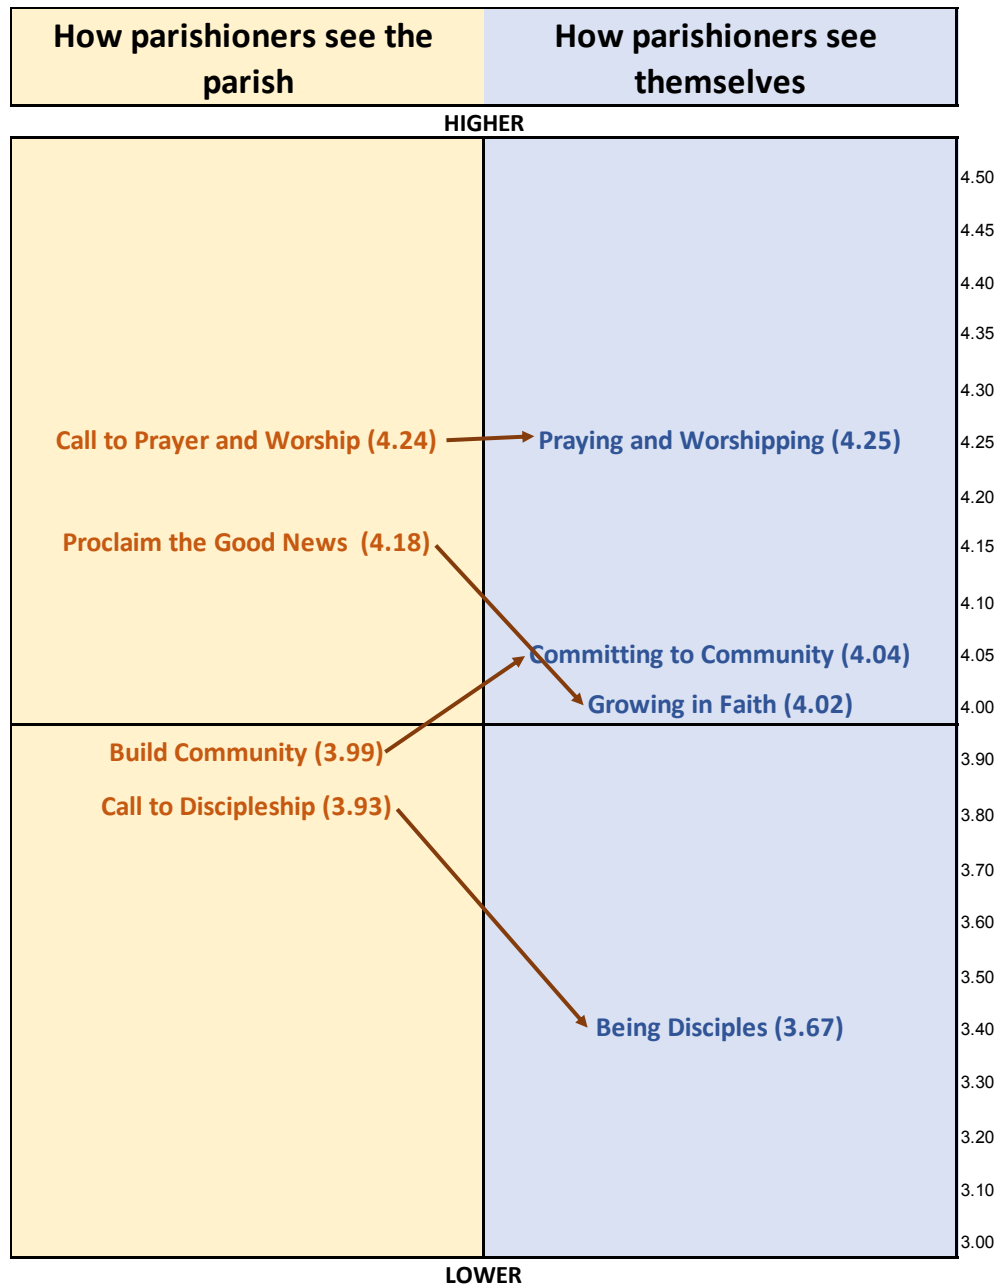 How parishioners see the
parish
How parishioners see
themselves
HIGHER
4.50
4.45
4.40
4.35
4.30
Call to Prayer and Worship (4.24)
Praying and Worshipping (4.25)
4.25
4.20
Proclaim the Good News  (4.18)
4.15
4.10
Committing to Community (4.04)
4.05
Growing in Faith (4.02)
4.00
Build Community (3.99)
3.90
Call to Discipleship (3.93)
3.80
3.70
3.60
3.50
Being Disciples (3.67)
3.40
3.30
3.20
3.10
3.00
LOWER